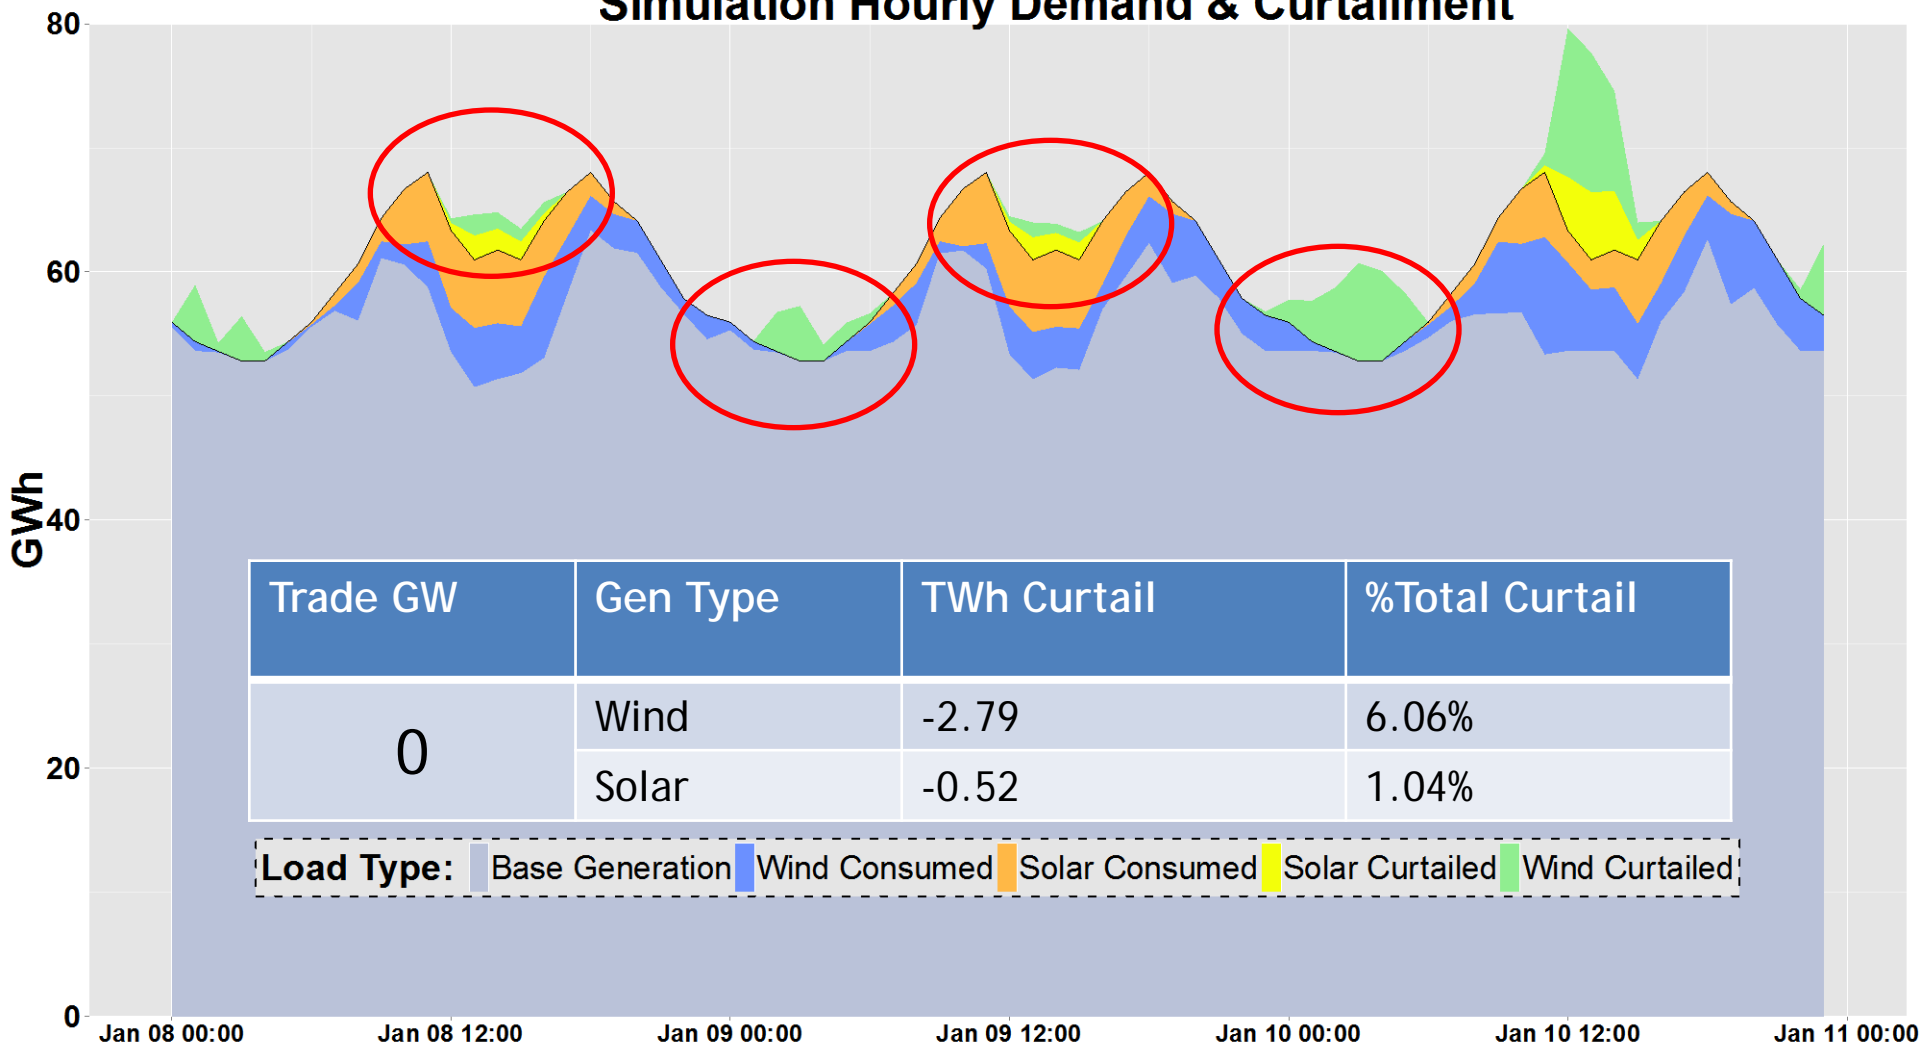 Simulation Hourly Demand & Curtailment
80
60
40
20
0
GWh
Trade GW Gen Type TWh Curtail %Total Curtail
0
Wind -2.79 6.06%
Solar -0.52 1.04%
Load Type: Base Generation Wind Consumed Solar Consumed Solar Curtailed Wind Curtailed
Jan 08 00:00 Jan 08 12:00 Jan 09 00:00 Jan 09 12:00 Jan 10 00:00 Jan 10 12:00 Jan 11 00:00